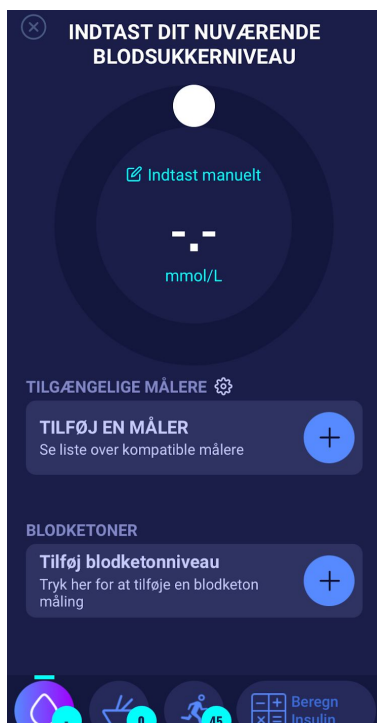 INDTAST DIT NUVÆRENDE
BLODSUKKERNIVEAU
Indtast manuelt
-.-
mmol/L
TILGÆNGELIGE MÅLERE
TILFØJ EN MÅLER
Se liste over kompatible målere
BLODKETONER
Tilføj blodketonniveau
Tryk her for at tilføje en blodketon
måling
0
45
Beregn
Insulin